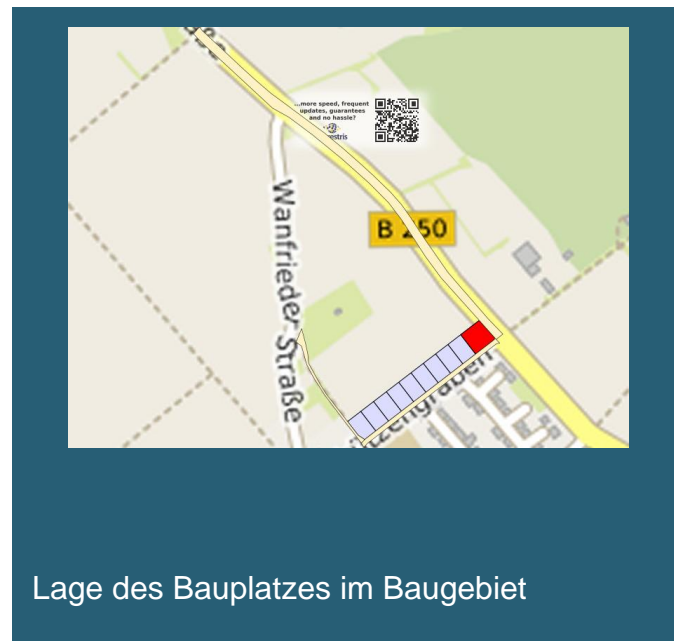 ...more speed, frequent
updates, guarantees
and no hassle?
Wanfrieder Straße
B 250
Lage des Bauplatzes im Baugebiet